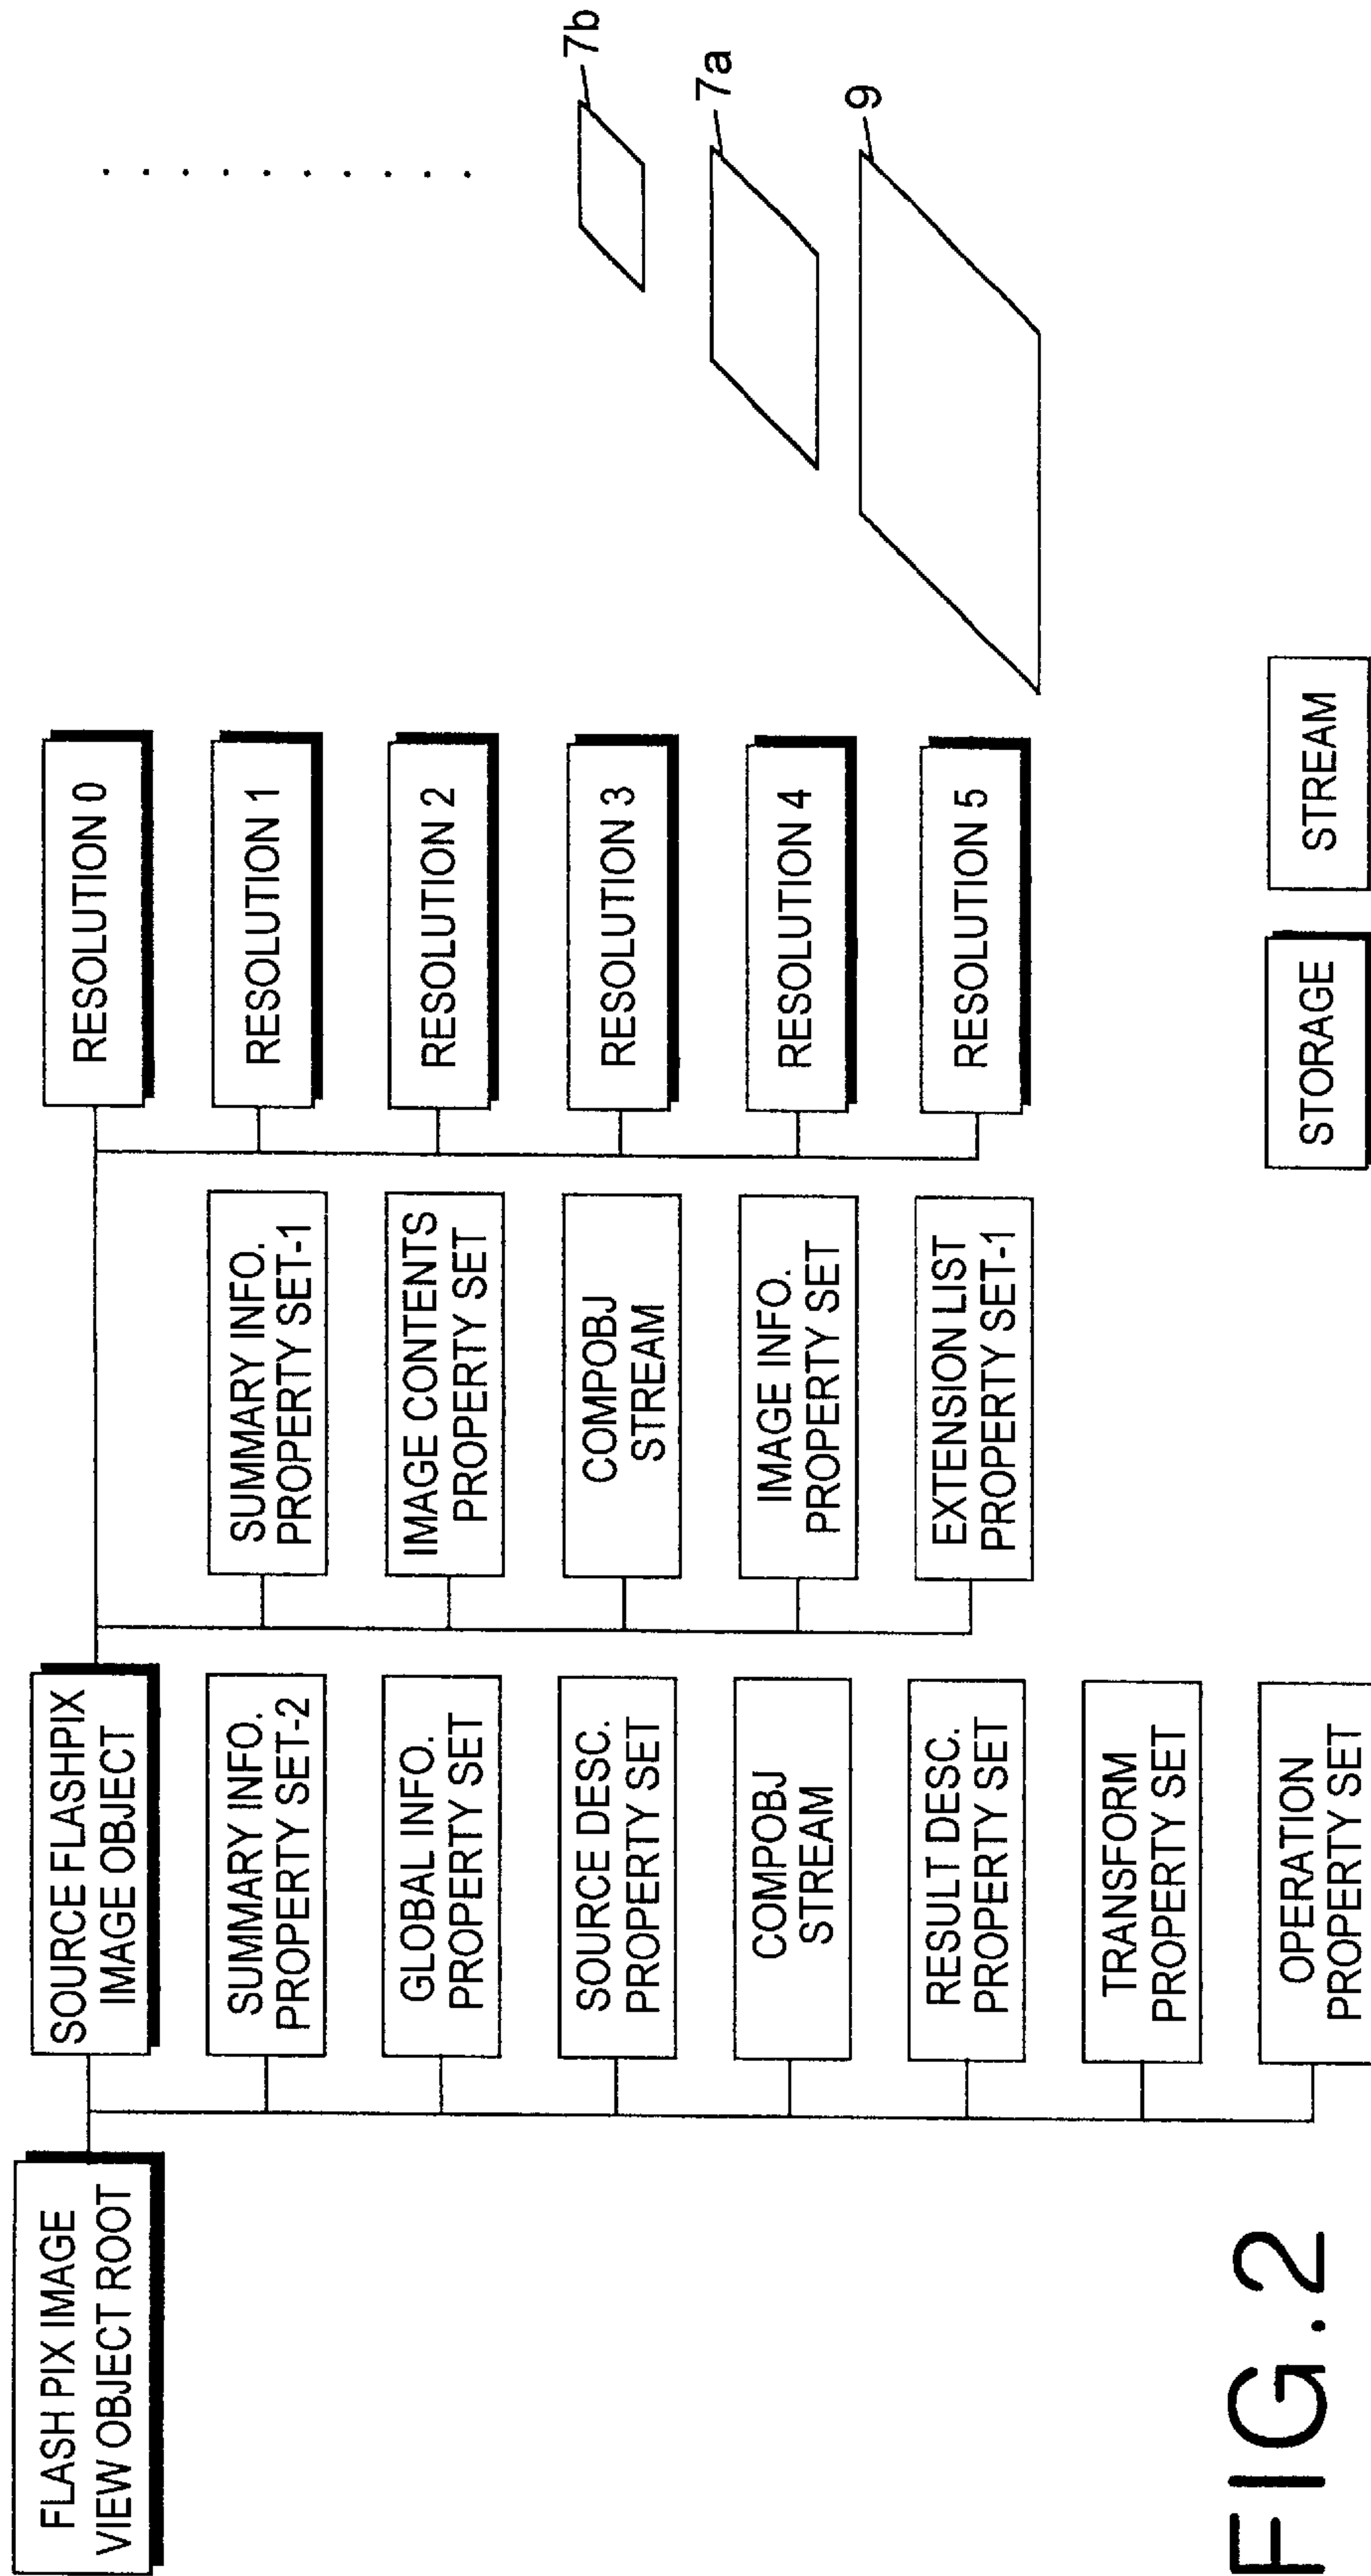 FLASH PIX IMAGE
VIEW OBJECT ROOT
SOURCE FLASHPIX
IMAGE OBJECT
SUMMARY INFO.
PROPERTY SET-2
GLOBAL INFO.
PROPERTY SET
SOURCE DESC.
PROPERTY SET
COMPOBJ
STREAM
RESULT DESC.
PROPERTY SET
TRANSFORM
PROPERTY SET
OPERATION
PROPERTY SET
SUMMARY INFO.
PROPERTY SET-1
IMAGE CONTENTS
PROPERTY SET
COMPOBJ
STREAM
IMAGE INFO.
PROPERTY SET
EXTENSION LIST
PROPERTY SET-1
RESOLUTION 0
RESOLUTION 1
RESOLUTION 2
RESOLUTION 3
RESOLUTION 4
RESOLUTION 5
7b
7a
9
STORAGE
STREAM
FIG.2